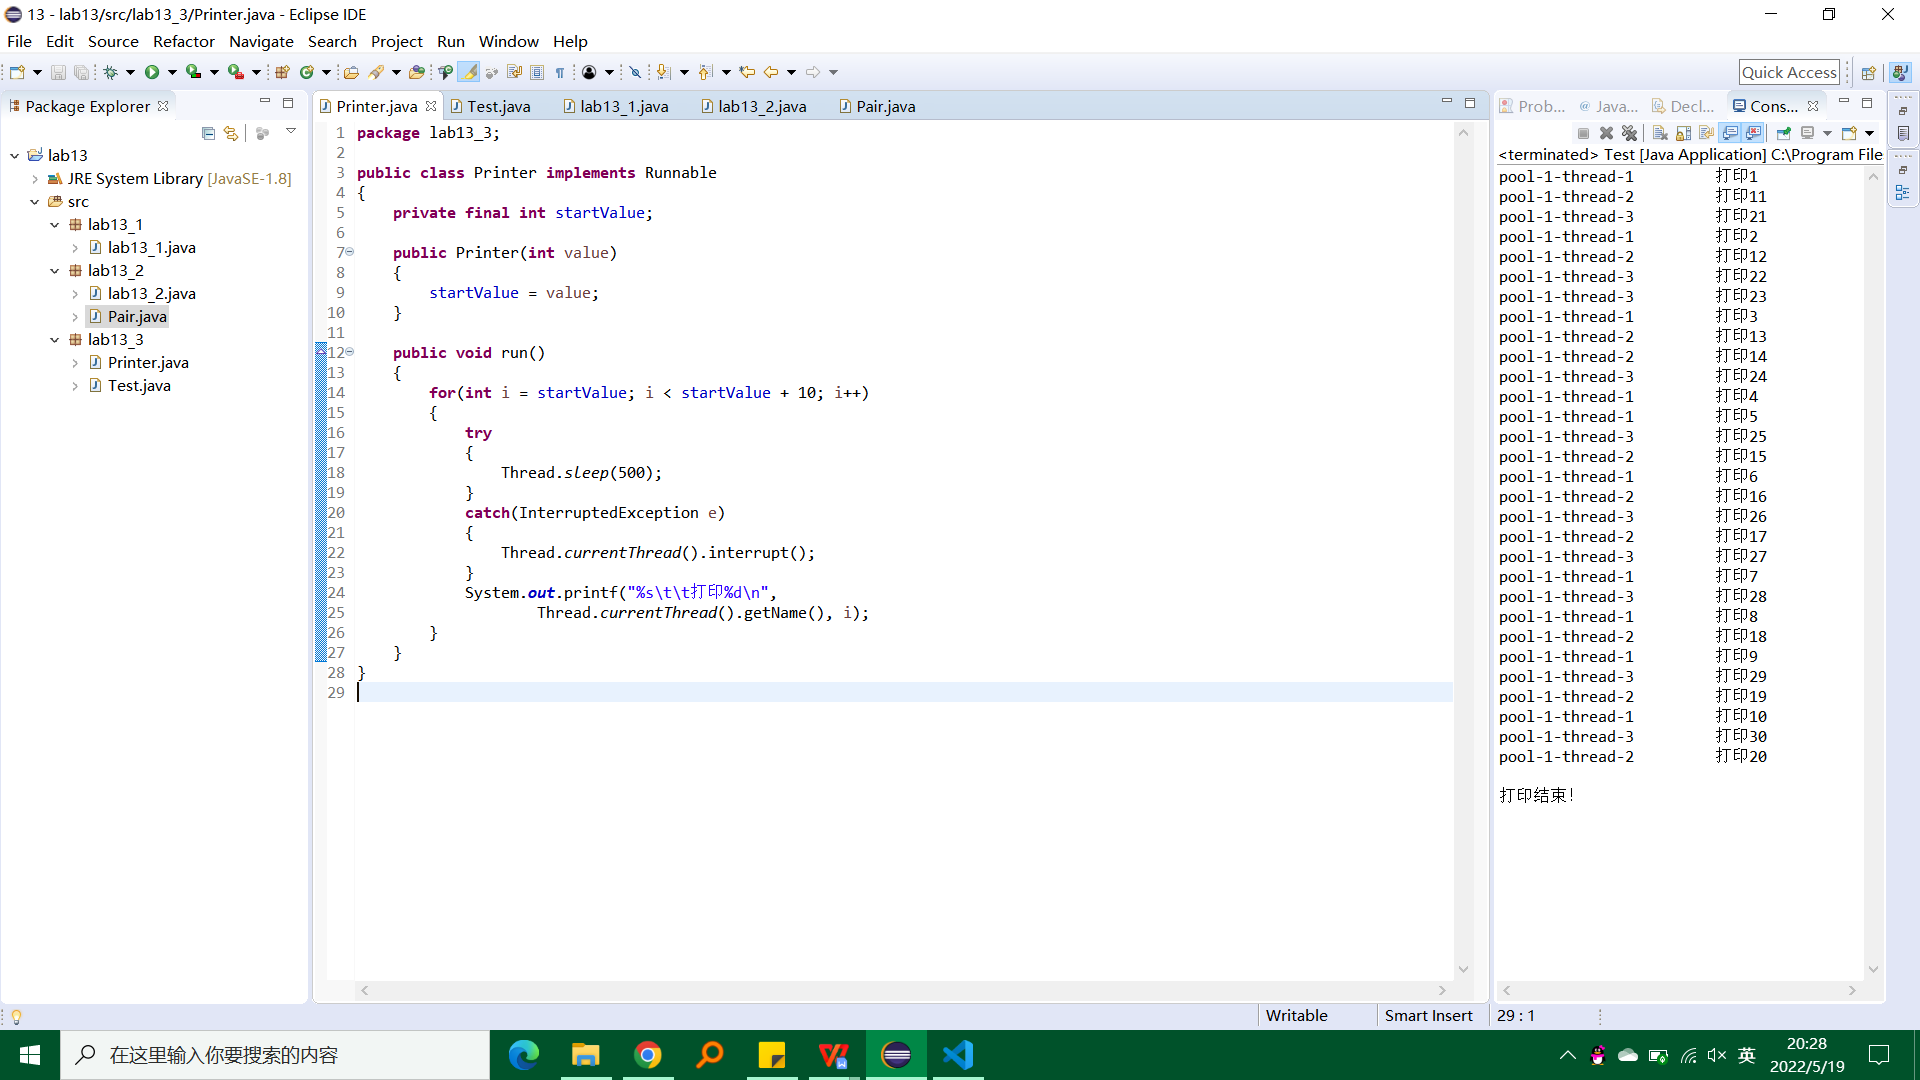 13 - lab13/src/lab13_3/Printer.java - Eclipse IDE
File Edit Source Refactor Navigate Search Project Run Window Help
Quick Access
Package Explorer
lab13
JRE System Library [JavaSE-1.8]
src
lab13_1
lab13_1.java
lab13_2
lab13_2.java
Pair.java
lab13_3
Printer.java
Test.java
Printer.java Test.java lab13_1.java lab13_2.java Pair.java
1 package lab13_3;
2
3 public class Printer implements Runnable
4 {
5 private final int startValue;
6
7 public Printer(int value)
8 {
9 startValue = value;
10 }
11
12 public void run()
13 {
14 for(int i = startValue; i < startValue + 10; i++)
15 {
16 try
17 {
18 Thread.sleep(500);
19 }
20 catch(InterruptedException e)
21 {
22 Thread.currentThread().interrupt();
23 }
24 System.out.printf("%s\t\t打印%d\n",
25 Thread.currentThread().getName(), i);
26 }
27 }
28 }
29
Prob... Java... Decl... Cons...
<terminated> Test [Java Application] C:\Program File
pool-1-thread-1 打印1
pool-1-thread-2 打印11
pool-1-thread-3 打印21
pool-1-thread-1 打印2
pool-1-thread-2 打印12
pool-1-thread-3 打印22
pool-1-thread-3 打印23
pool-1-thread-1 打印3
pool-1-thread-2 打印13
pool-1-thread-2 打印14
pool-1-thread-3 打印24
pool-1-thread-1 打印4
pool-1-thread-1 打印5
pool-1-thread-3 打印25
pool-1-thread-2 打印15
pool-1-thread-1 打印6
pool-1-thread-2 打印16
pool-1-thread-3 打印26
pool-1-thread-2 打印17
pool-1-thread-3 打印27
pool-1-thread-1 打印7
pool-1-thread-3 打印28
pool-1-thread-1 打印8
pool-1-thread-2 打印18
pool-1-thread-1 打印9
pool-1-thread-3 打印29
pool-1-thread-2 打印19
pool-1-thread-1 打印10
pool-1-thread-3 打印30
pool-1-thread-2 打印20
打印结束!
Writable Smart Insert 29 : 1
在这里输入你要搜索的内容
英
20:28
2022/5/19